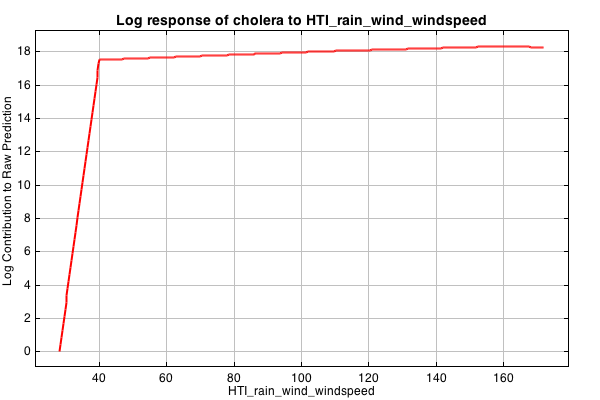 Log response of cholera to HTI_rain_wind_windspeed
Log Contribution to Raw Prediction
18
16
14
12
10
8
6
4
2
0
40 60 80 100 120 140 160
HTI_rain_wind_windspeed